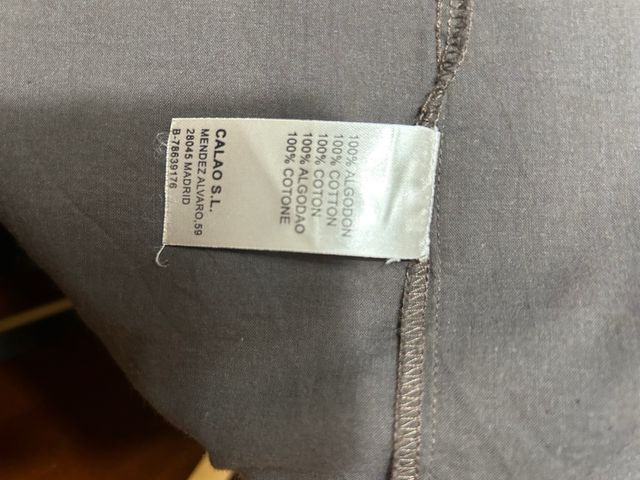 100% ALGODON
100% COTTON
100% COTON
100% ALGODAO
100% COTONE
CALAO S.L.
MENDEZ ALVARO,59
28045 MADRID
B-78639176